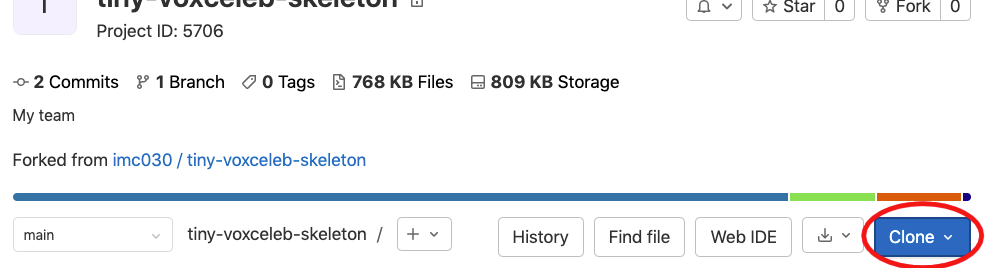 tiny-voxceleb-skeleton
Star 0 Fork 0
Project ID: 5706
2 Commits 1 Branch 0 Tags 768 KB Files 809 KB Storage
My team
Forked from imc030 / tiny-voxceleb-skeleton
main tiny-voxceleb-skeleton / + History Find file Web IDE Clone